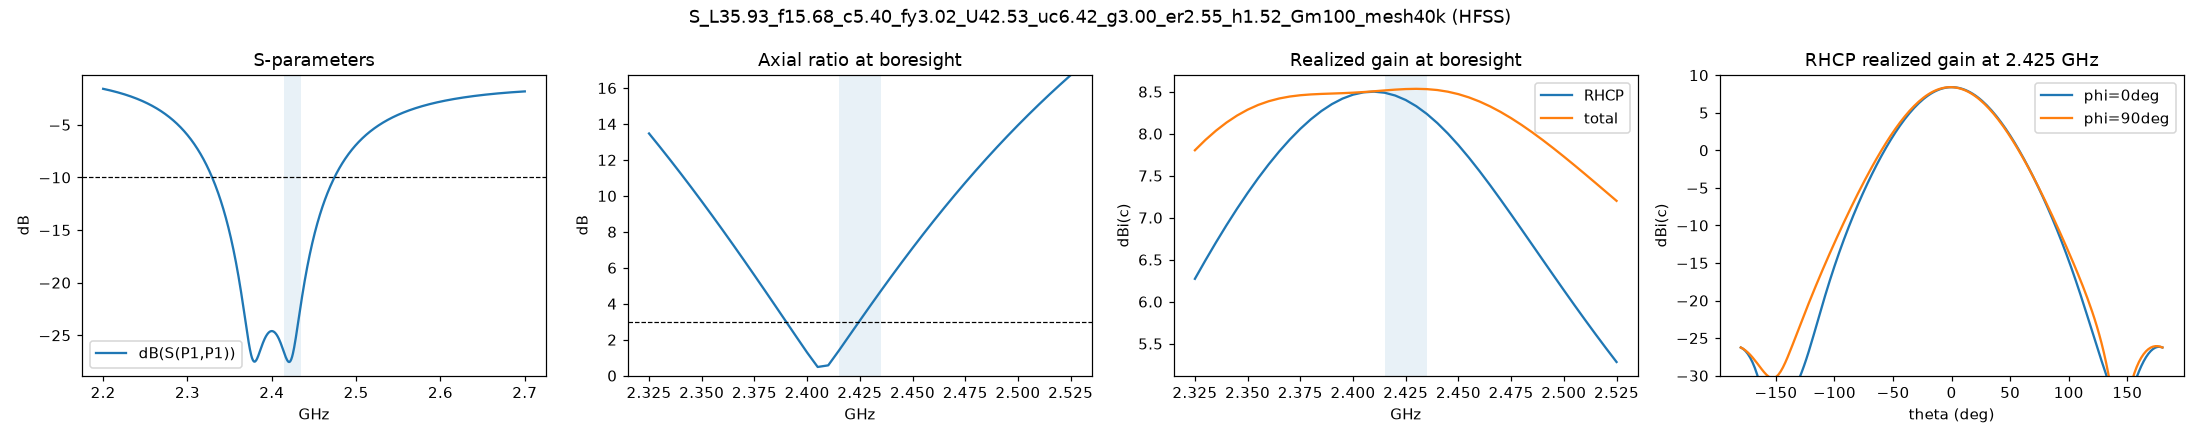 S_L35.93_f15.68_c5.40_fy3.02_U42.53_uc6.42_g3.00_er2.55_h1.52_Gm100_mesh40k (HFSS)
S-parameters
dB
−5
−10
−15
−20
−25
dB(S(P1,P1))
2.2 2.3 2.4 2.5 2.6 2.7
GHz
Axial ratio at boresight
dB
16
14
12
10
8
6
4
2
0
2.325 2.350 2.375 2.400 2.425 2.450 2.475 2.500 2.525
GHz
Realized gain at boresight
dBi(c)
8.5
8.0
7.5
7.0
6.5
6.0
5.5
RHCP
total
2.325 2.350 2.375 2.400 2.425 2.450 2.475 2.500 2.525
GHz
RHCP realized gain at 2.425 GHz
dBi(c)
10
5
0
−5
−10
−15
−20
−25
−30
phi=0deg
phi=90deg
−150 −100 −50 0 50 100 150
theta (deg)